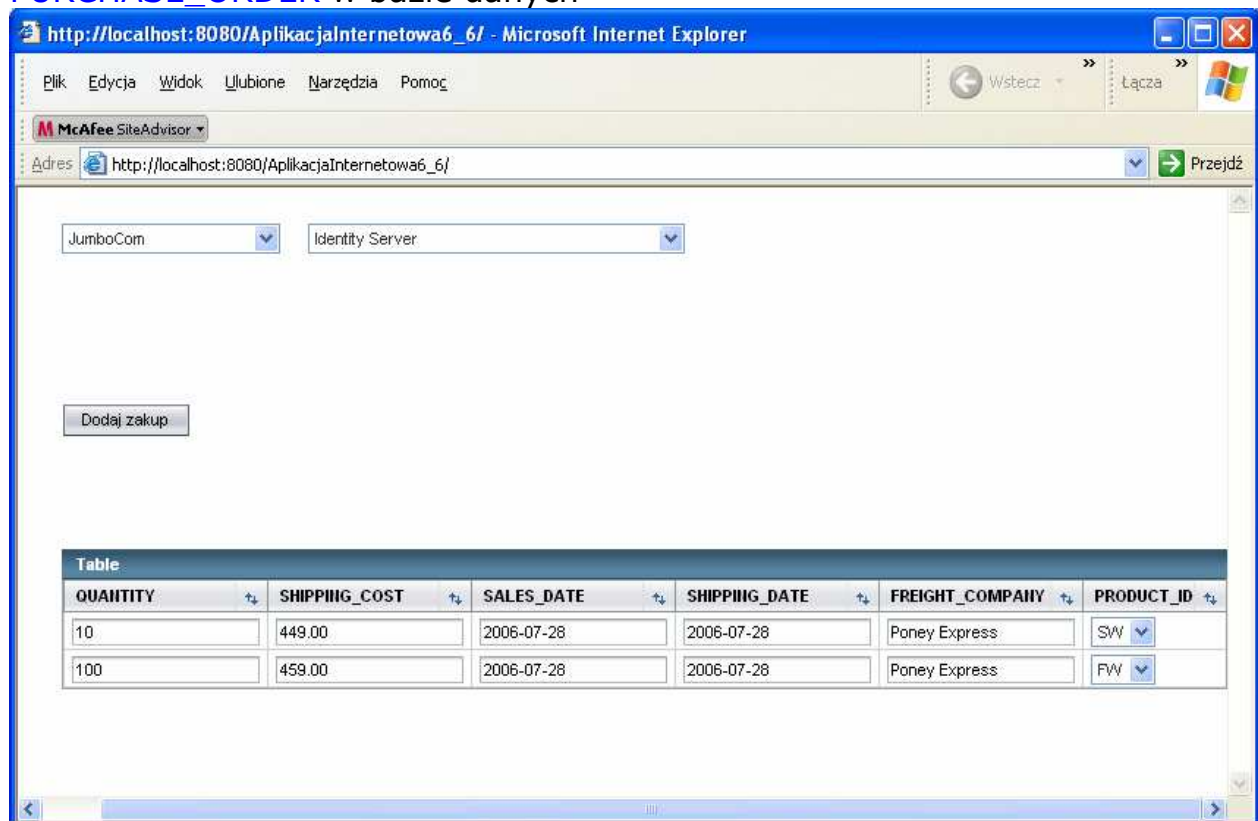 PURCHASE_ORDER w bazie danych
http://localhost:8080/AplikacjaInternetowa6_6/ - Microsoft Internet Explorer
Plik Edycja Widok Ulubione Narzędzia Pomoc Wstecz » Łącza »
McAfee SiteAdvisor
Adres http://localhost:8080/AplikacjaInternetowa6_6/ Przejdź
JumboCom Identity Server
Dodaj zakup
Table
QUANTITY SHIPPING_COST SALES_DATE SHIPPING_DATE FREIGHT_COMPANY PRODUCT_ID
10 449.00 2006-07-28 2006-07-28 Poney Express SW
100 459.00 2006-07-28 2006-07-28 Poney Express FW